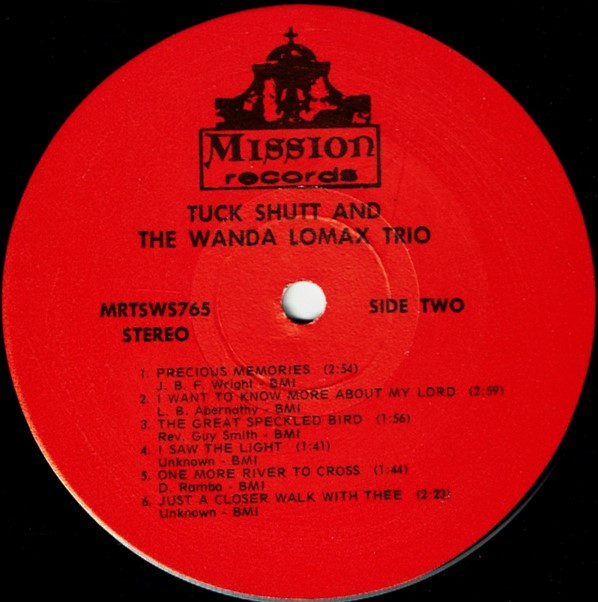 Mission
records
TUCK SHUTT AND
THE WANDA LOMAX TRIO
MRTSWS765
SIDE TWO
STEREO
1. PRECIOUS MEMORIES (2:54)
J. B. F. Wright - BMI
2. I WANT TO KNOW MORE ABOUT MY LORD (2:59)
L. B. Abernathy - BMI
3. THE GREAT SPECKLED BIRD (1:56)
Rev. Guy Smith - BMI
4. I SAW THE LIGHT (1:41)
Unknown - BMI
5. ONE MORE RIVER TO CROSS (1:44)
D. Rambo - BMI
6. JUST A CLOSER WALK WITH THEE (2:23)
Unknown - BMI